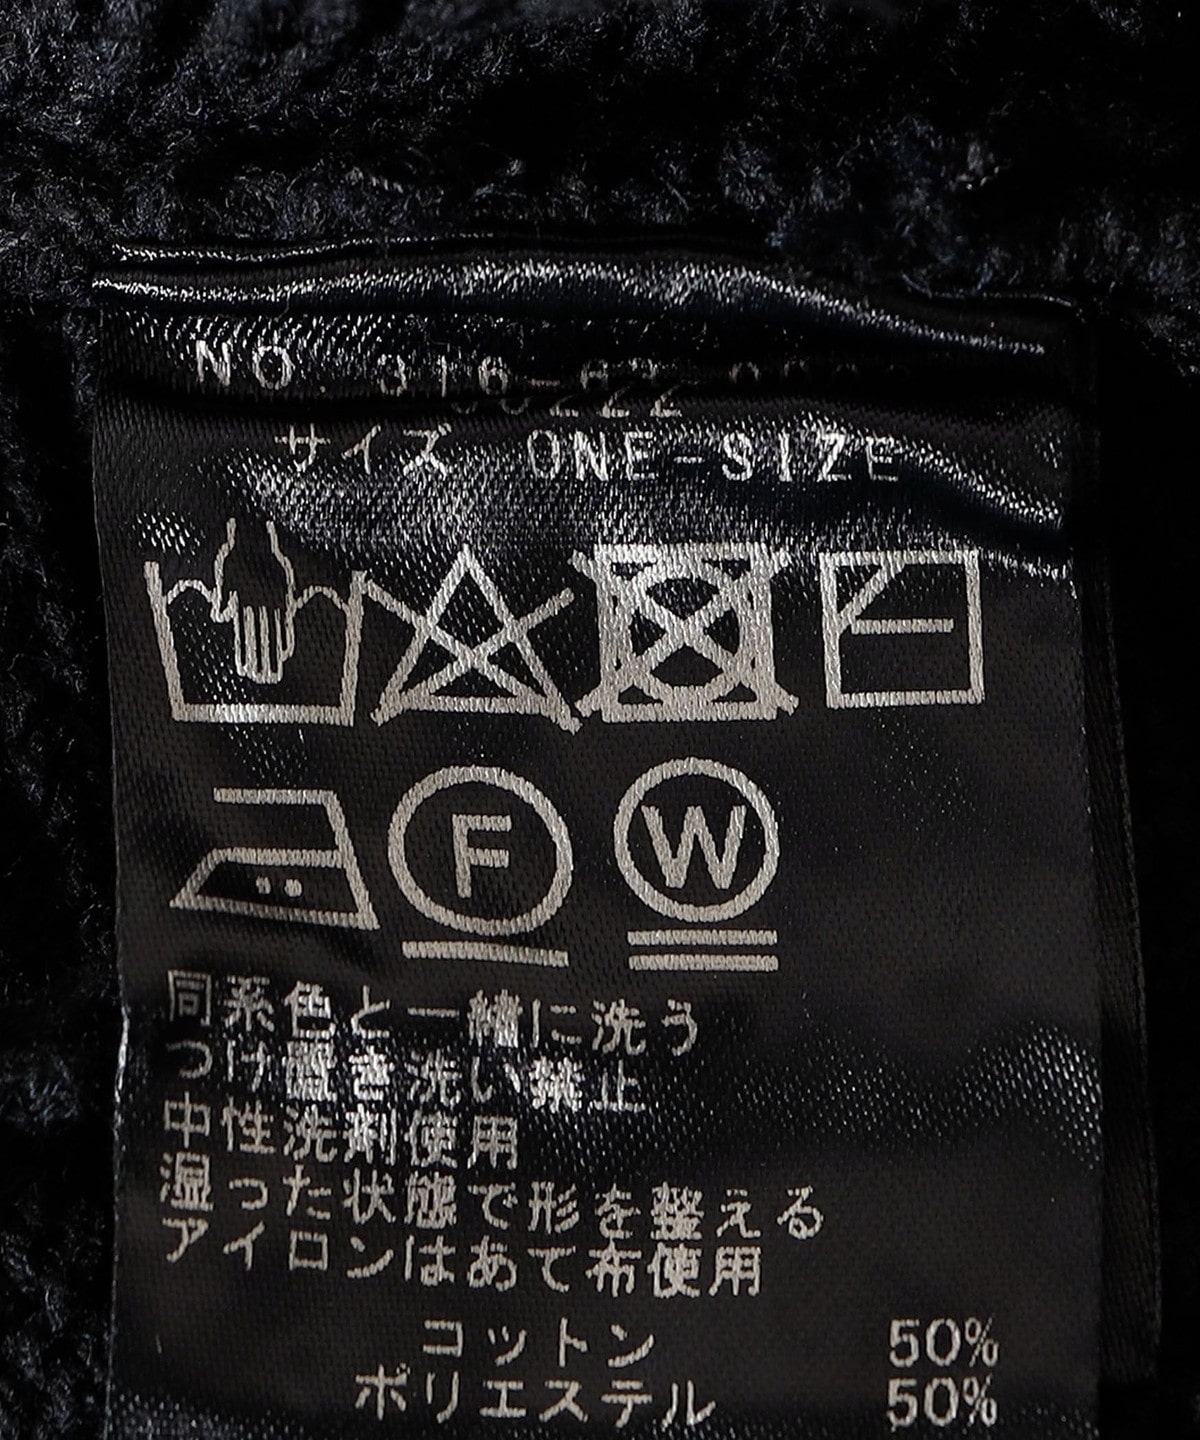 NO. 316-62
サイズ ONE-SIZE
F W
同系色と一緒に洗う
つけ置き洗い禁止
中性洗剤使用
湿った状態で形を整える
アイロンはあて布使用
コットン 50%
ポリエステル 50%